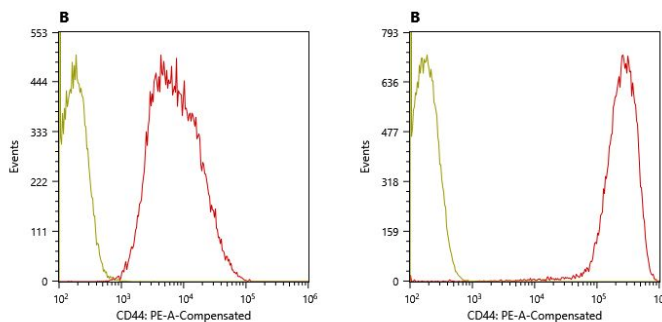 B
553
444
333
222
111
0
Events
10² 10³ 10⁴ 10⁵ 10⁶
CD44: PE-A-Compensated
B
793
636
477
318
159
0
Events
10² 10³ 10⁴ 10⁵ 10
CD44: PE-A-Compensated